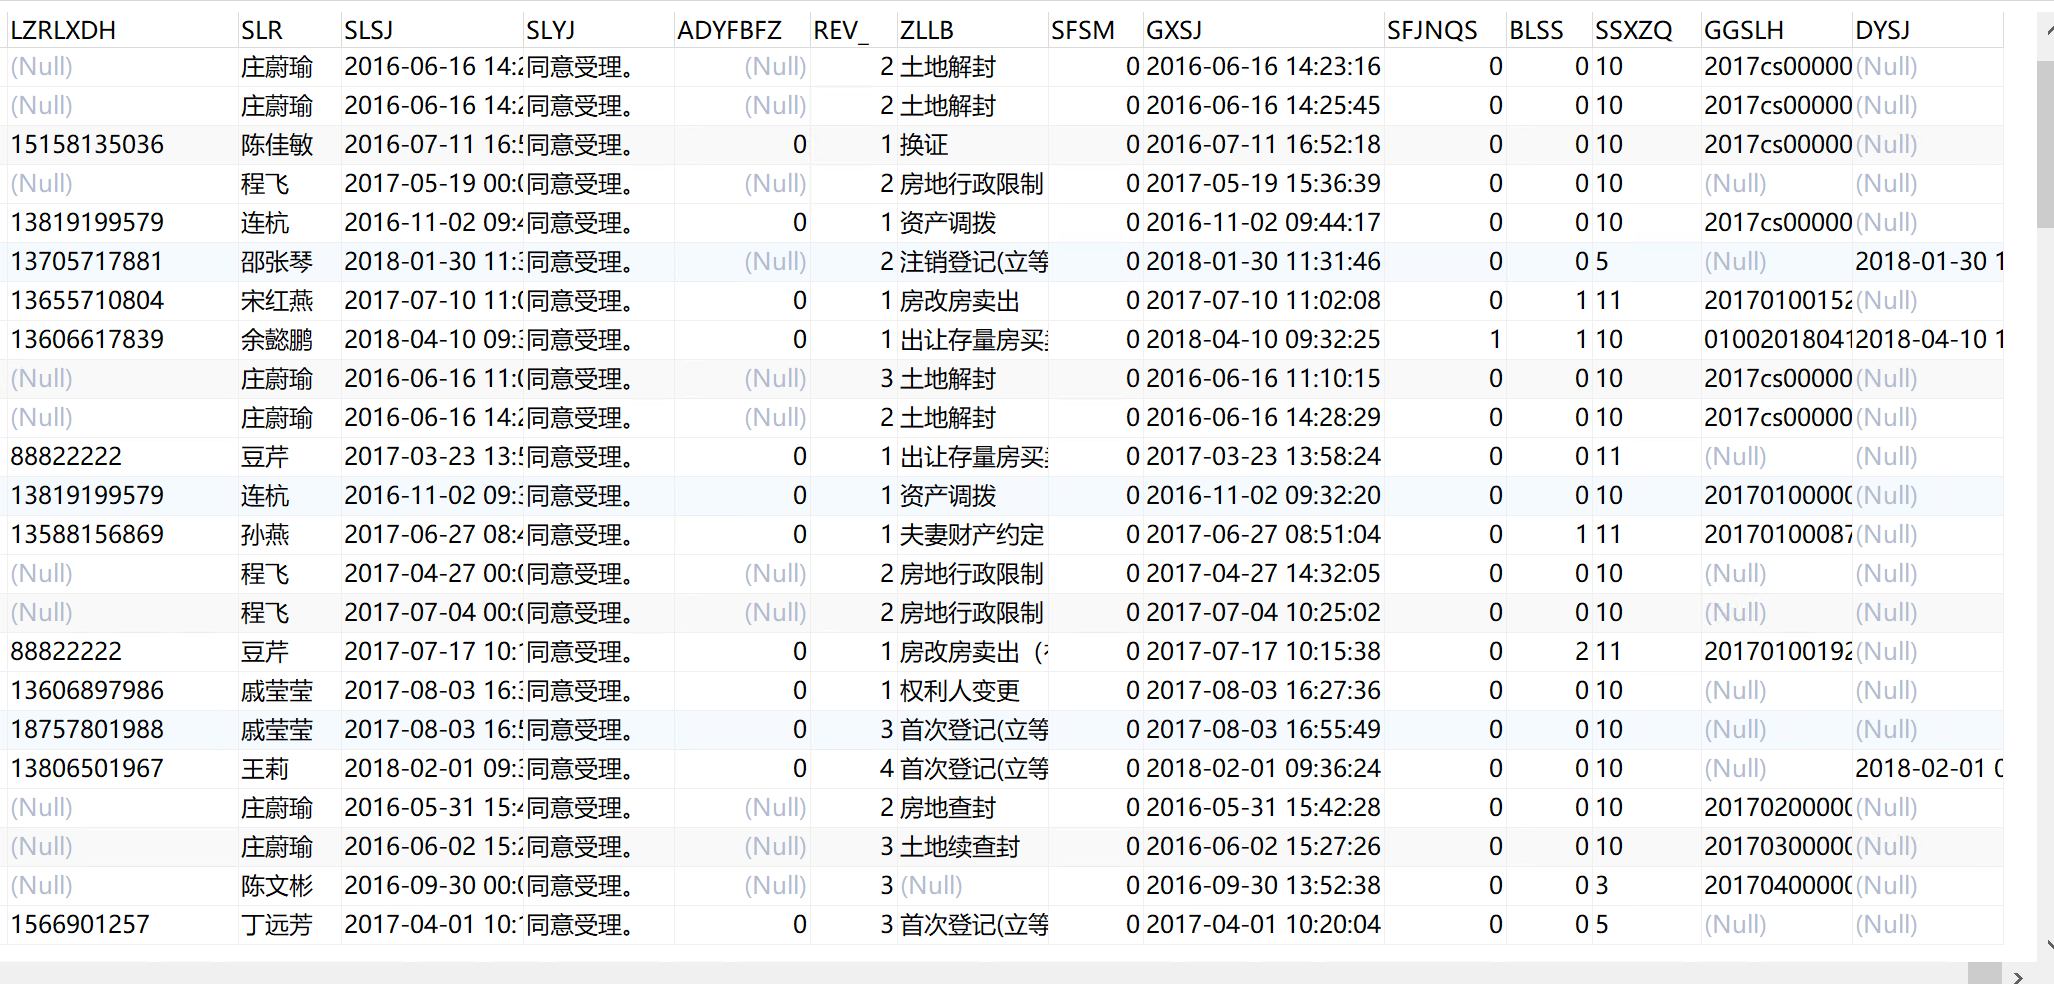 LZRLXDH SLR SLSJ SLYJ ADYFBFZ REV_ ZLLB SFSM GXSJ SFJNQS BLSS SSXZQ GGSLH DYSJ
(Null) 庄蔚瑜 2016-06-16 14:2 同意受理。 (Null) 2 土地解封 0 2016-06-16 14:23:16 0 0 10 2017cs00000 (Null)
(Null) 庄蔚瑜 2016-06-16 14:2 同意受理。 (Null) 2 土地解封 0 2016-06-16 14:25:45 0 0 10 2017cs00000 (Null)
15158135036 陈佳敏 2016-07-11 16:5 同意受理。 0 1 换证 0 2016-07-11 16:52:18 0 0 10 2017cs00000 (Null)
(Null) 程飞 2017-05-19 00:0 同意受理。 (Null) 2 房地行政限制 0 2017-05-19 15:36:39 0 0 10 (Null) (Null)
13819199579 连杭 2016-11-02 09:4 同意受理。 0 1 资产调拨 0 2016-11-02 09:44:17 0 0 10 2017cs00000 (Null)
13705717881 邵张琴 2018-01-30 11:3 同意受理。 (Null) 2 注销登记(立等 0 2018-01-30 11:31:46 0 0 5 (Null) 2018-01-30 1
13655710804 宋红燕 2017-07-10 11:0 同意受理。 0 1 房改房卖出 0 2017-07-10 11:02:08 0 1 11 20170100152 (Null)
13606617839 余懿鹏 2018-04-10 09:3 同意受理。 0 1 出让存量房买卖 0 2018-04-10 09:32:25 1 1 10 01002018041 2018-04-10 1
(Null) 庄蔚瑜 2016-06-16 11:0 同意受理。 (Null) 3 土地解封 0 2016-06-16 11:10:15 0 0 10 2017cs00000 (Null)
(Null) 庄蔚瑜 2016-06-16 14:2 同意受理。 (Null) 2 土地解封 0 2016-06-16 14:28:29 0 0 10 2017cs00000 (Null)
88822222 豆芹 2017-03-23 13:5 同意受理。 0 1 出让存量房买卖 0 2017-03-23 13:58:24 0 0 11 (Null) (Null)
13819199579 连杭 2016-11-02 09:3 同意受理。 0 1 资产调拨 0 2016-11-02 09:32:20 0 0 10 20170100000 (Null)
13588156869 孙燕 2017-06-27 08:4 同意受理。 0 1 夫妻财产约定 0 2017-06-27 08:51:04 0 1 11 20170100087 (Null)
(Null) 程飞 2017-04-27 00:0 同意受理。 (Null) 2 房地行政限制 0 2017-04-27 14:32:05 0 0 10 (Null) (Null)
(Null) 程飞 2017-07-04 00:0 同意受理。 (Null) 2 房地行政限制 0 2017-07-04 10:25:02 0 0 10 (Null) (Null)
88822222 豆芹 2017-07-17 10:1 同意受理。 0 1 房改房卖出（ 0 2017-07-17 10:15:38 0 2 11 20170100192 (Null)
13606897986 戚莹莹 2017-08-03 16:3 同意受理。 0 1 权利人变更 0 2017-08-03 16:27:36 0 0 10 (Null) (Null)
18757801988 戚莹莹 2017-08-03 16:5 同意受理。 0 3 首次登记(立等 0 2017-08-03 16:55:49 0 0 10 (Null) (Null)
13806501967 王莉 2018-02-01 09:3 同意受理。 0 4 首次登记(立等 0 2018-02-01 09:36:24 0 0 10 (Null) 2018-02-01 0
(Null) 庄蔚瑜 2016-05-31 15:4 同意受理。 (Null) 2 房地查封 0 2016-05-31 15:42:28 0 0 10 20170200000 (Null)
(Null) 庄蔚瑜 2016-06-02 15:2 同意受理。 (Null) 3 土地续查封 0 2016-06-02 15:27:26 0 0 10 20170300000 (Null)
(Null) 陈文彬 2016-09-30 00:0 同意受理。 (Null) 3 (Null) 0 2016-09-30 13:52:38 0 0 3 20170400000 (Null)
1566901257 丁远芳 2017-04-01 10:1 同意受理。 0 3 首次登记(立等 0 2017-04-01 10:20:04 0 0 5 (Null) (Null)